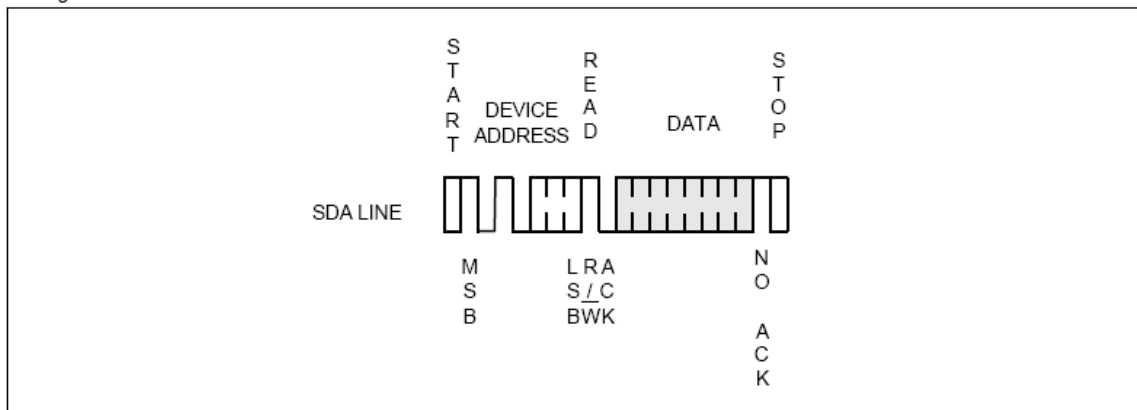 START
DEVICE
ADDRESS
READ
DATA
STOP
SDA LINE
MSB
LSB
R/W
ACK
NO ACK